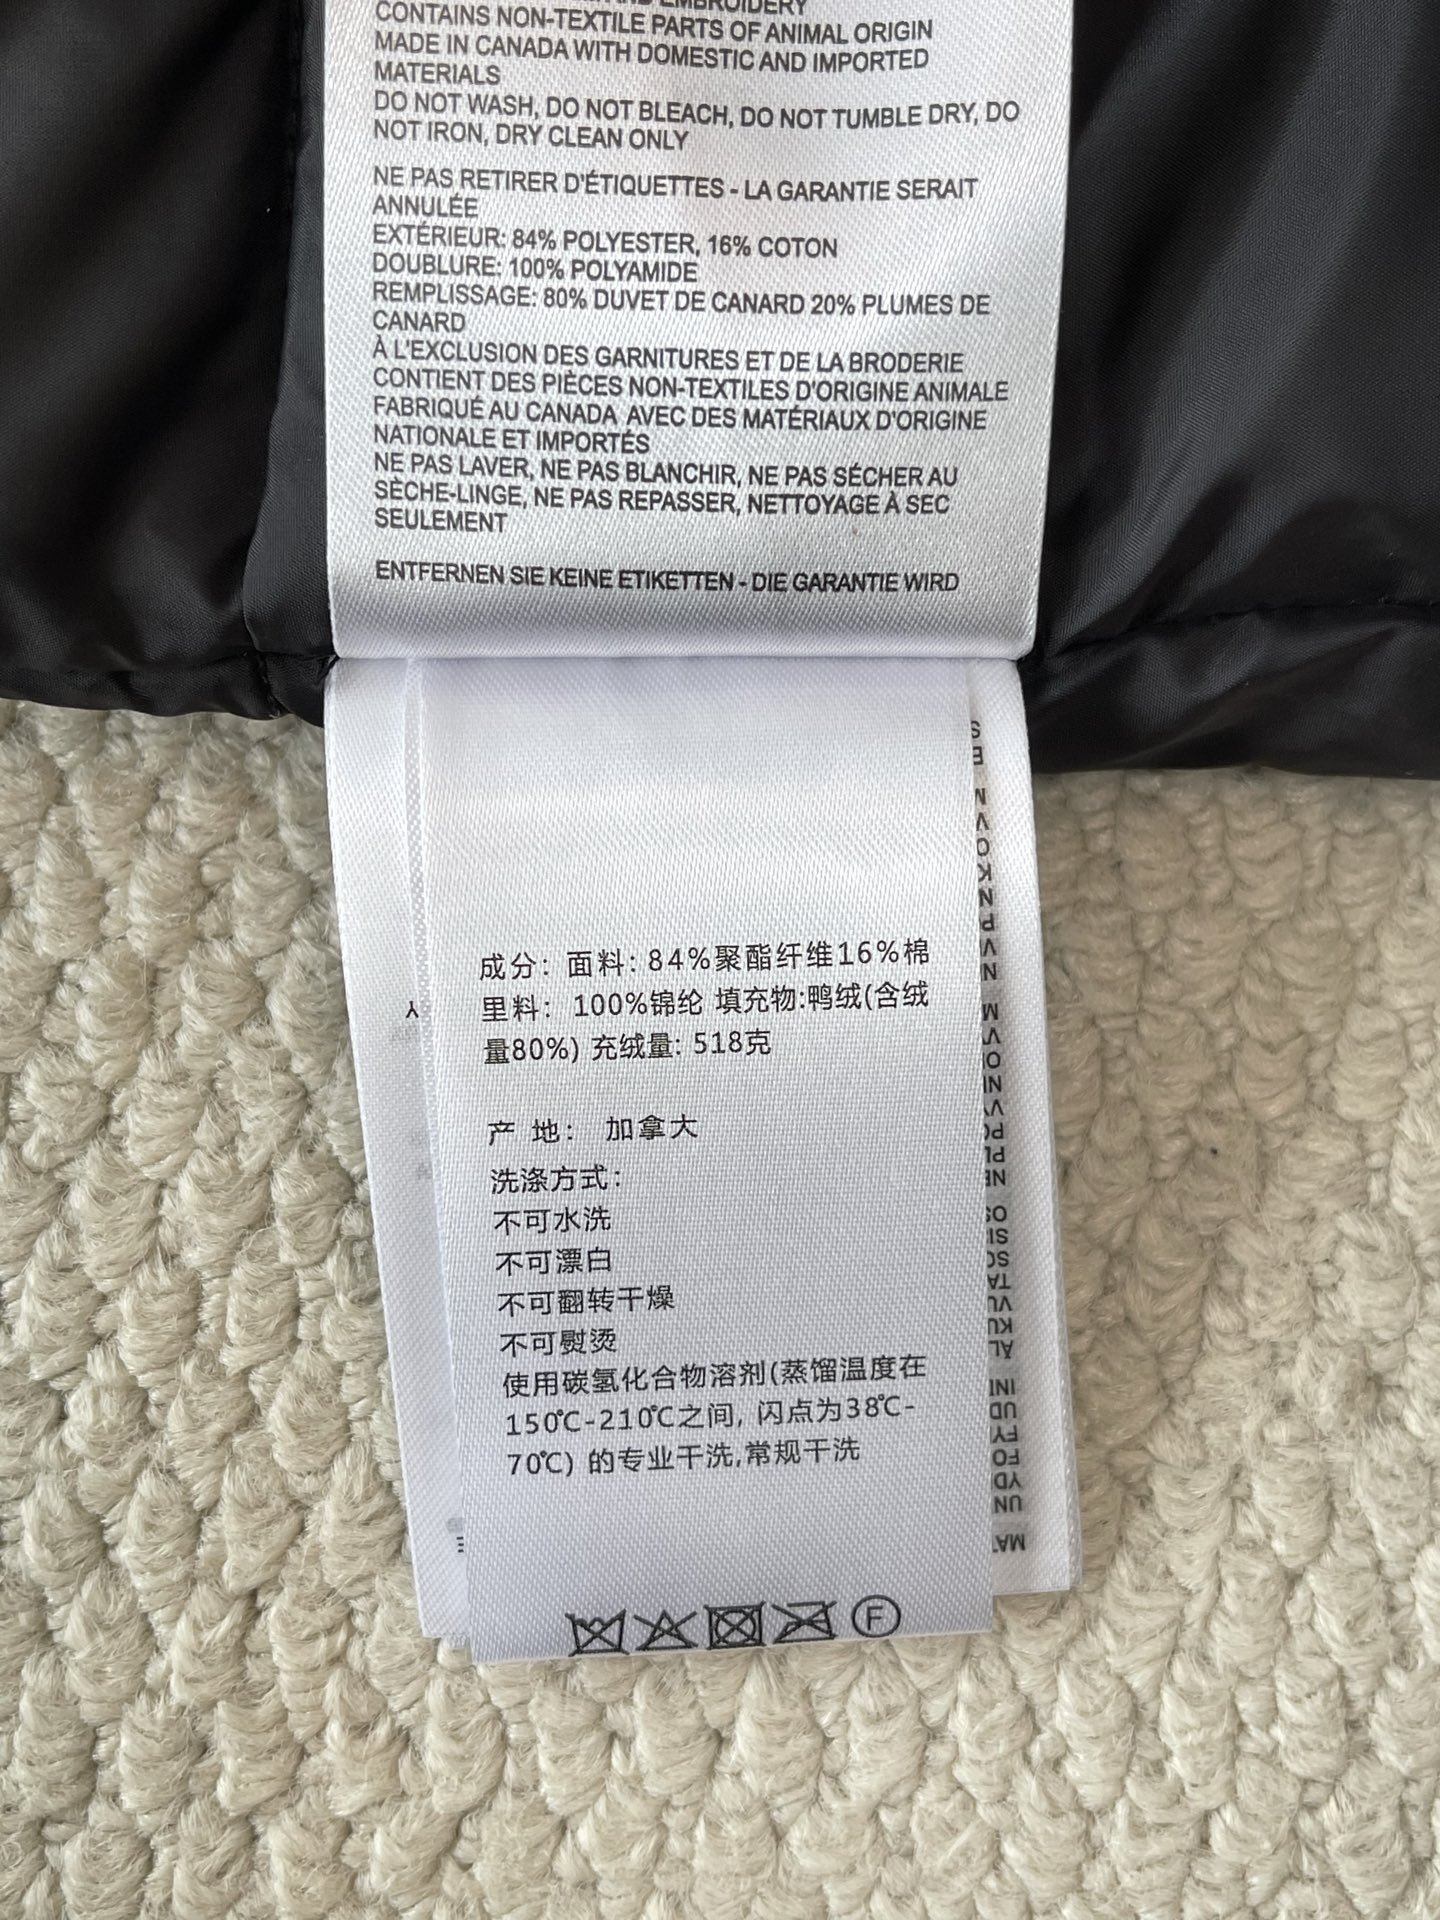 EMBROIDERY
CONTAINS NON-TEXTILE PARTS OF ANIMAL ORIGIN
MADE IN CANADA WITH DOMESTIC AND IMPORTED
MATERIALS
DO NOT WASH, DO NOT BLEACH, DO NOT TUMBLE DRY, DO
NOT IRON, DRY CLEAN ONLY
NE PAS RETIRER D'ÉTIQUETTES - LA GARANTIE SERAIT
ANNULÉE
EXTÉRIEUR: 84% POLYESTER, 16% COTON
DOUBLURE: 100% POLYAMIDE
REMPLISSAGE: 80% DUVET DE CANARD 20% PLUMES DE
CANARD
À L'EXCLUSION DES GARNITURES ET DE LA BRODERIE
CONTIENT DES PIÈCES NON-TEXTILES D'ORIGINE ANIMALE
FABRIQUÉ AU CANADA AVEC DES MATÉRIAUX D'ORIGINE
NATIONALE ET IMPORTÉS
NE PAS LAVER, NE PAS BLANCHIR, NE PAS SÉCHER AU
SÈCHE-LINGE, NE PAS REPASSER, NETTOYAGE À SEC
SEULEMENT
ENTFERNEN SIE KEINE ETIKETTEN - DIE GARANTIE WIRD
成分: 面料: 84%聚酯纤维16%棉
里料: 100%锦纶 填充物:鸭绒(含绒
量80%) 充绒量: 518克
产 地: 加拿大
洗涤方式:
不可水洗
不可漂白
不可翻转干燥
不可熨烫
使用碳氢化合物溶剂(蒸馏温度在
150℃-210℃之间, 闪点为38℃-
70℃) 的专业干洗,常规干洗
F